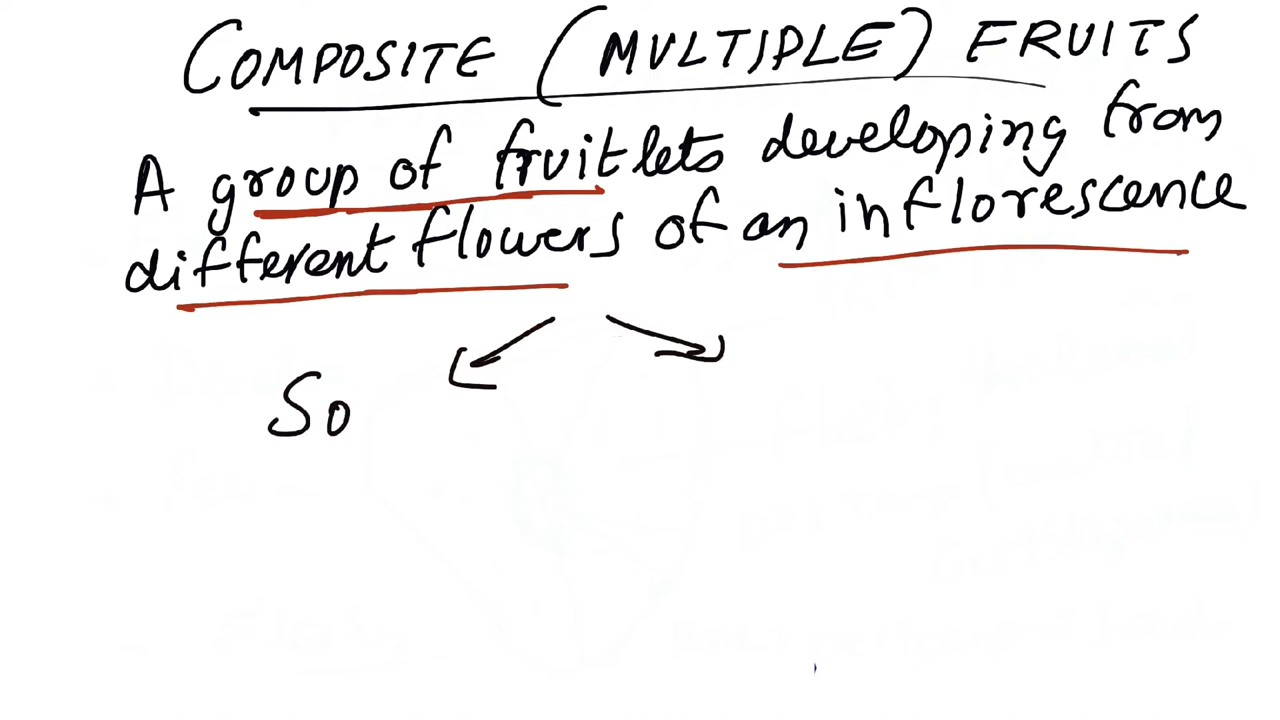 COMPOSITE (MULTIPLE) FRUITS
A group of fruitlets developing from
different flowers of an inflorescence
So